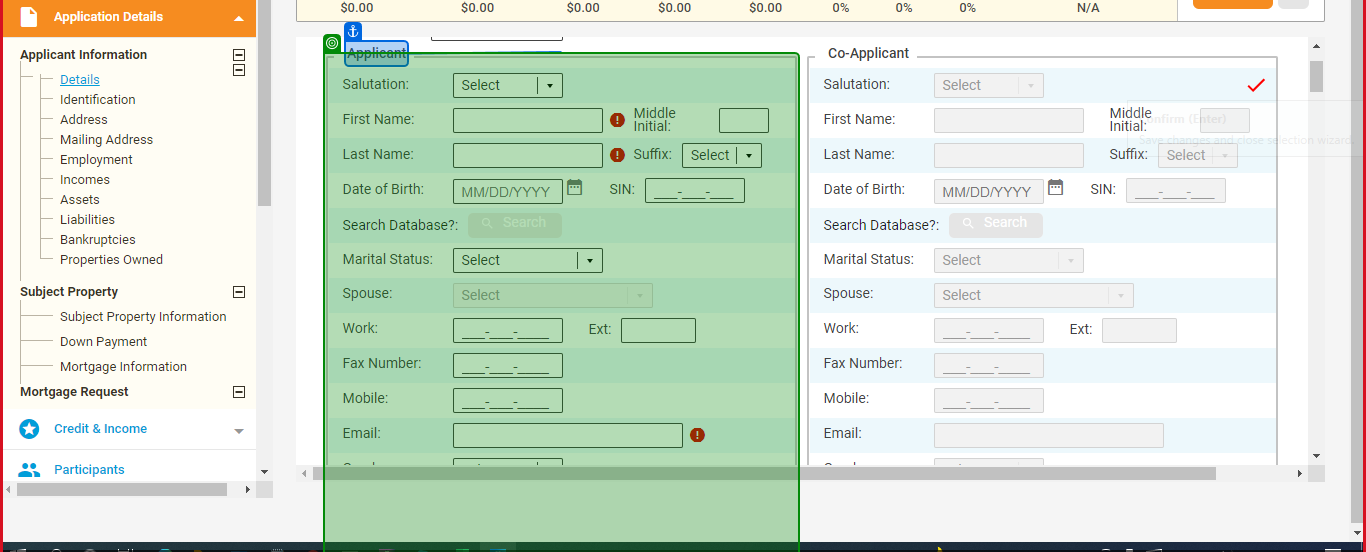 $0.00 $0.00 $0.00 $0.00 $0.00 0% 0% 0% N/A
Application Details
Applicant Information
Details
Identification
Address
Mailing Address
Employment
Incomes
Assets
Liabilities
Bankruptcies
Properties Owned
Subject Property
Subject Property Information
Down Payment
Mortgage Information
Mortgage Request
Credit & Income
Participants
Applicant
Salutation: Select
First Name: Middle Initial:
Last Name: Suffix: Select
Date of Birth: MM/DD/YYYY SIN: ___-___-___
Search Database?: Search
Marital Status: Select
Spouse: Select
Work: ___-___-____ Ext:
Fax Number: ___-___-____
Mobile: ___-___-____
Email:
Co-Applicant
Salutation: Select
First Name: Middle Initial:
Confirm (Enter)
Save changes and close selection wizard.
Last Name: Suffix: Select
Date of Birth: MM/DD/YYYY SIN: ___-___-___
Search Database?: Search
Marital Status: Select
Spouse: Select
Work: ___-___-____ Ext:
Fax Number: ___-___-____
Mobile: ___-___-____
Email: